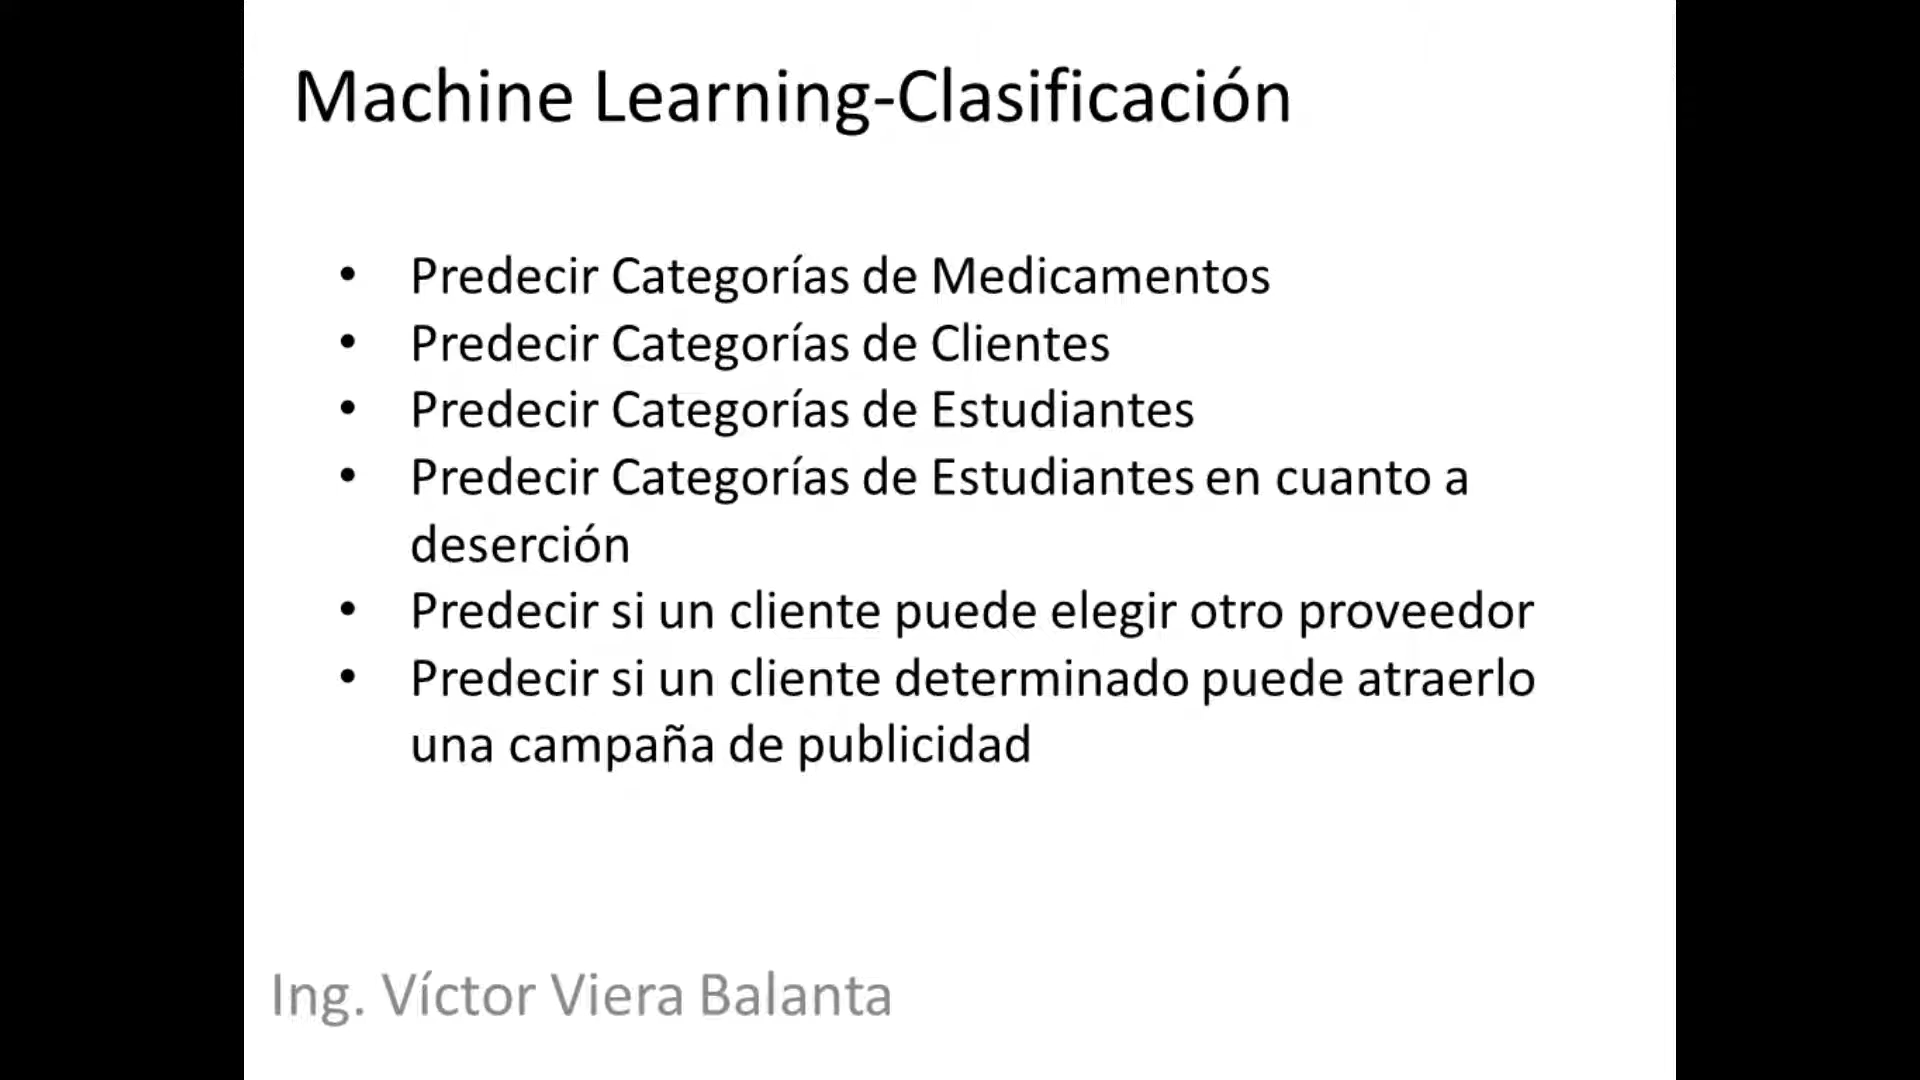 Machine Learning-Clasificación
• Predecir Categorías de Medicamentos
• Predecir Categorías de Clientes
• Predecir Categorías de Estudiantes
• Predecir Categorías de Estudiantes en cuanto a
deserción
• Predecir si un cliente puede elegir otro proveedor
• Predecir si un cliente determinado puede atraerlo
una campaña de publicidad
Ing. Víctor Viera Balanta